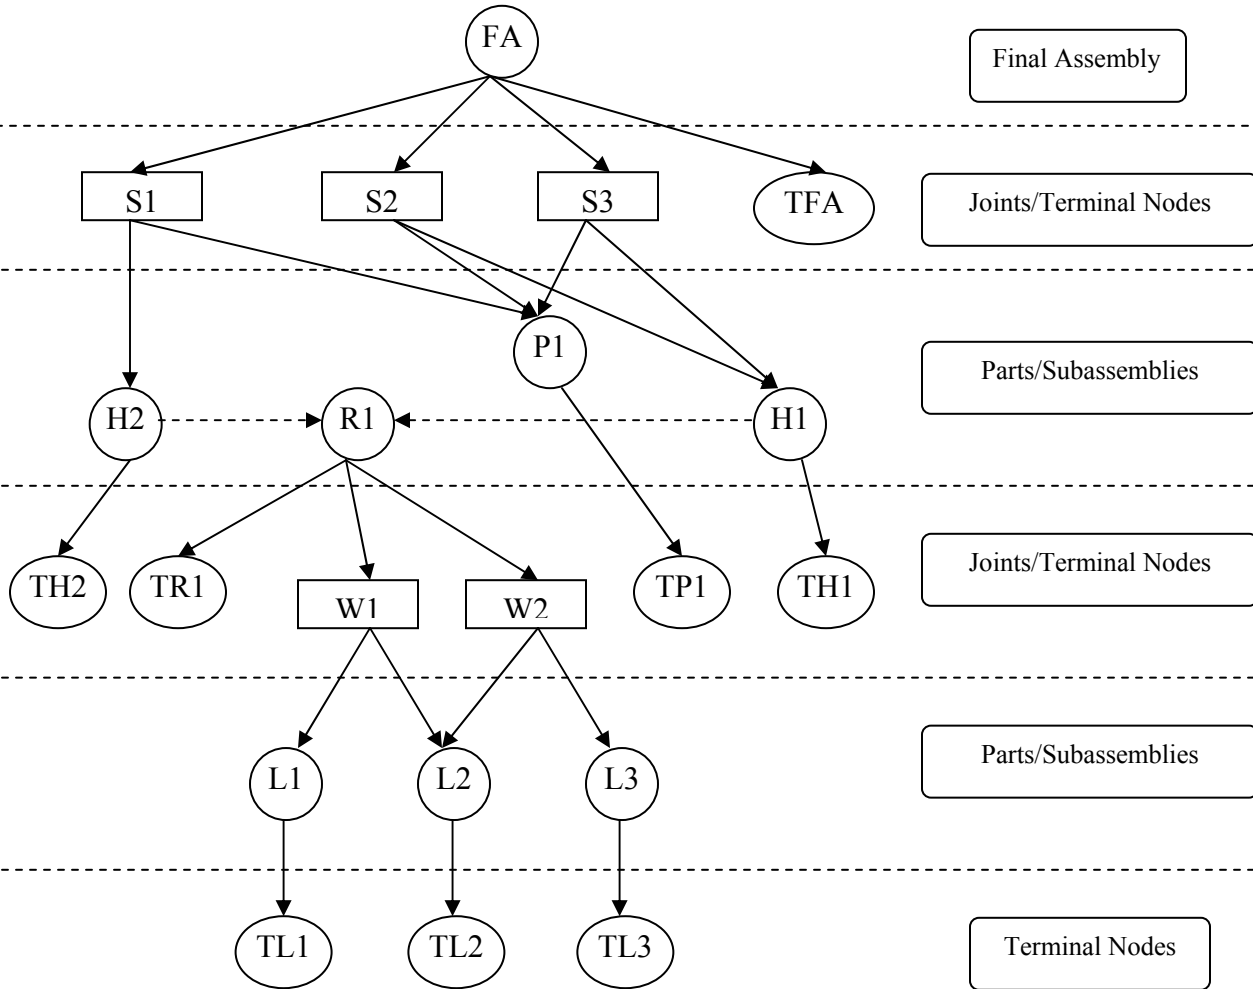 FA
Final Assembly
S1
S2
S3
TFA
Joints/Terminal Nodes
P1
Parts/Subassemblies
H2
R1
H1
TH2
TR1
W1
W2
TP1
TH1
Joints/Terminal Nodes
L1
L2
L3
Parts/Subassemblies
TL1
TL2
TL3
Terminal Nodes